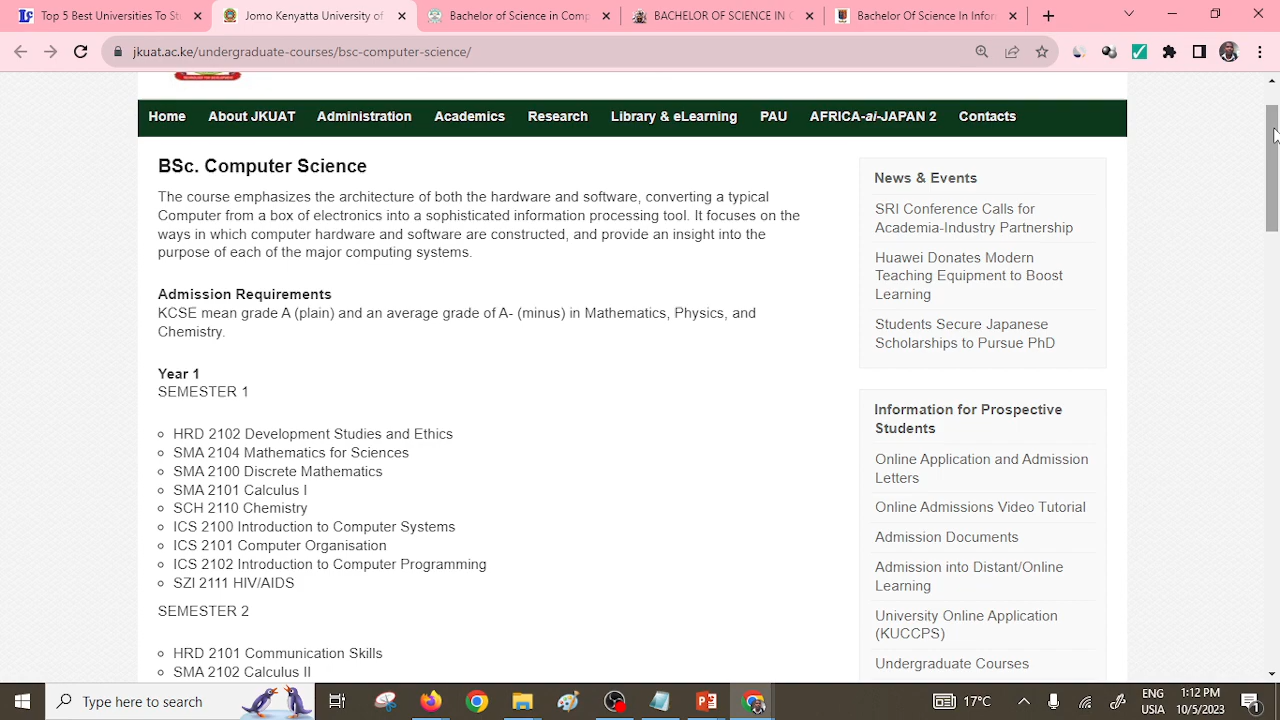 Top 5 Best Universities To St
Jomo Kenyatta University of
Bachelor of Science in Comp
BACHELOR OF SCIENCE IN C
Bachelor Of Science in Infor
jkuat.ac.ke/undergraduate-courses/bsc-computer-science/
Home About JKUAT Administration Academics Research Library & eLearning PAU AFRICA-ai-JAPAN 2 Contacts
BSc. Computer Science
The course emphasizes the architecture of both the hardware and software, converting a typical
Computer from a box of electronics into a sophisticated information processing tool. It focuses on the
ways in which computer hardware and software are constructed, and provide an insight into the
purpose of each of the major computing systems.
Admission Requirements
KCSE mean grade A (plain) and an average grade of A- (minus) in Mathematics, Physics, and
Chemistry.
Year 1
SEMESTER 1
HRD 2102 Development Studies and Ethics
SMA 2104 Mathematics for Sciences
SMA 2100 Discrete Mathematics
SMA 2101 Calculus I
SCH 2110 Chemistry
ICS 2100 Introduction to Computer Systems
ICS 2101 Computer Organisation
ICS 2102 Introduction to Computer Programming
SZI 2111 HIV/AIDS
SEMESTER 2
HRD 2101 Communication Skills
SMA 2102 Calculus II
News & Events
SRI Conference Calls for
Academia-Industry Partnership
Huawei Donates Modern
Teaching Equipment to Boost
Learning
Students Secure Japanese
Scholarships to Pursue PhD
Information for Prospective
Students
Online Application and Admission
Letters
Online Admissions Video Tutorial
Admission Documents
Admission into Distant/Online
Learning
University Online Application
(KUCCPS)
Undergraduate Courses
Type here to search
17°C
ENG
USIA
1:12 PM
10/5/2023